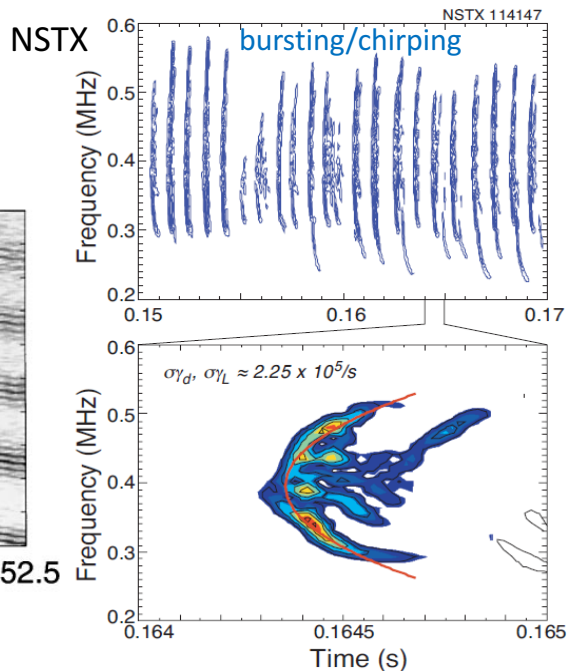 NSTX 114147
NSTX
bursting/chirping
Frequency (MHz)
0.6
0.5
0.4
0.3
0.2
0.15
0.16
0.17
σγd, σγL ≈ 2.25 x 10⁵/s
Frequency (MHz)
0.6
0.5
0.4
0.3
0.2
52.5
0.164
0.1645
0.165
Time (s)